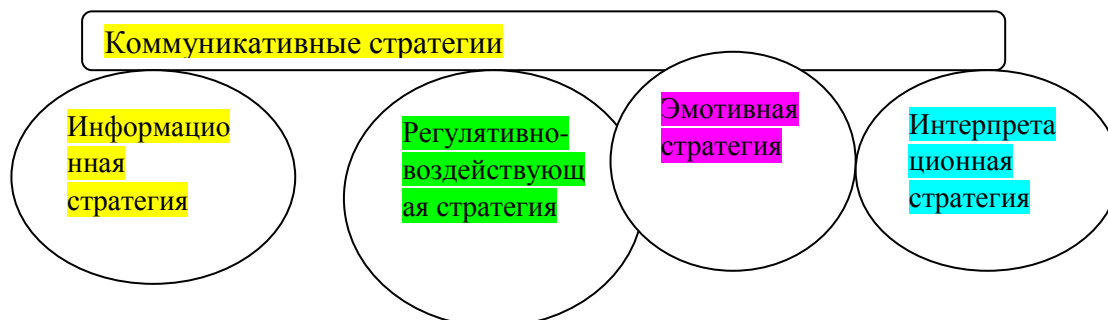 Коммуникативные стратегии
Информацио
нная
стратегия
Регулятивно-
воздействующ
ая стратегия
Эмотивная
стратегия
Интерпрета
ционная
стратегия